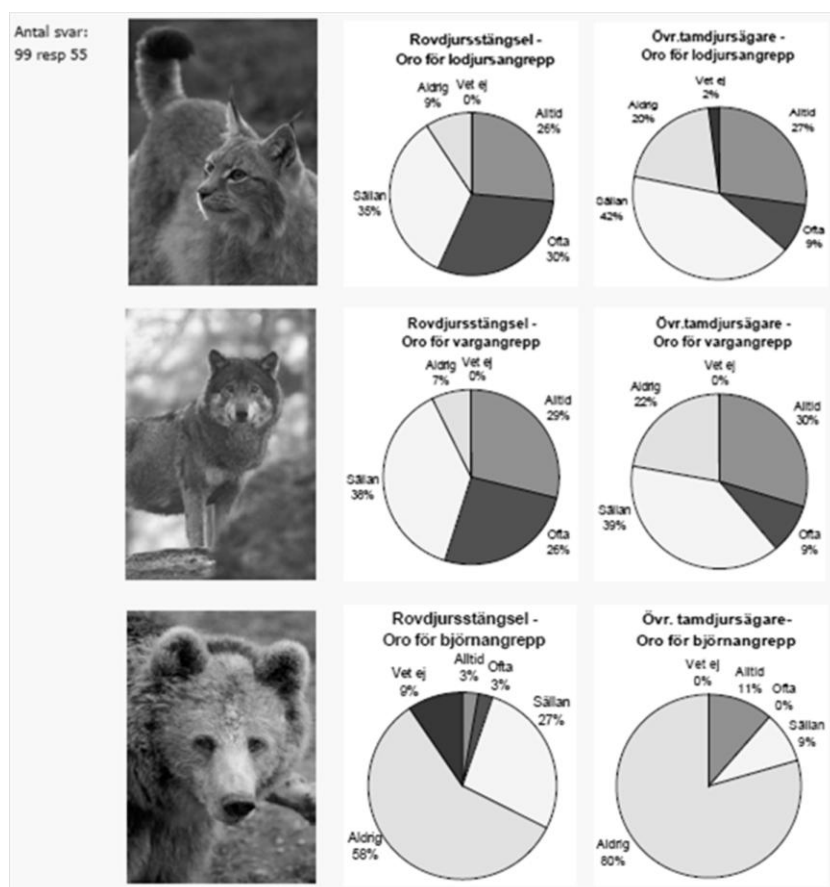 Antal svar:
99 resp 55
Rovdjursstängsel -
Oro för lodjursangrepp
Vet ej
0%
Aldrig
9%
Alltid
26%
Sällan
35%
Ofta
30%
Övr.tamdjursägare -
Oro för lodjursangrepp
Vet ej
2%
Aldrig
20%
Alltid
27%
Sällan
42%
Ofta
9%
Rovdjursstängsel -
Oro för vargangrepp
Aldrig
7%
Vet ej
0%
Alltid
29%
Sällan
38%
Ofta
26%
Övr.tamdjursägare -
Oro för vargangrepp
Vet ej
0%
Aldrig
22%
Alltid
30%
Sällan
39%
Ofta
9%
Rovdjursstängsel -
Oro för björnangrepp
Vet ej
9%
Alltid
3%
Ofta
3%
Sällan
27%
Aldrig
58%
Övr. tamdjursägare-
Oro för björnangrepp
Vet ej
0%
Alltid
11%
Ofta
0%
Sällan
9%
Aldrig
80%